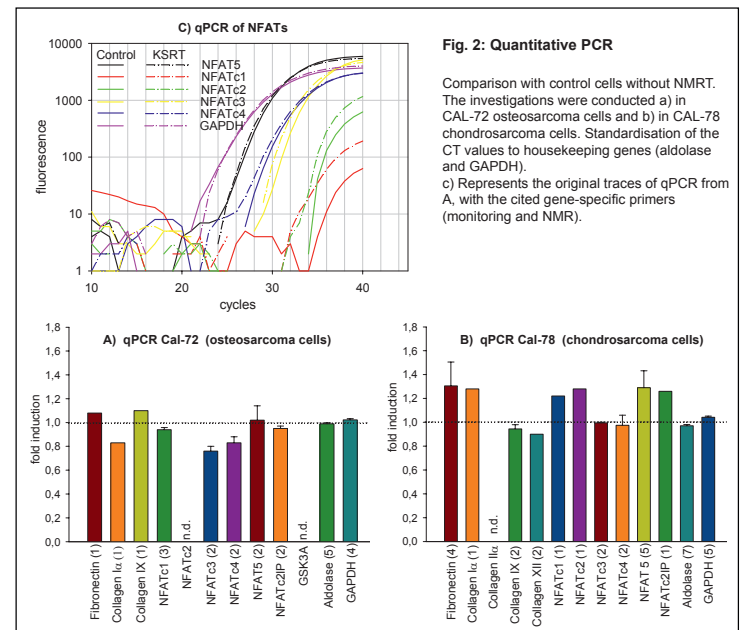 C) qPCR of NFATs
10000
1000
100
10
1
fluorescence
Control KSRT
NFAT5
NFATc1
NFATc2
NFATc3
NFATc4
GAPDH
10 20 30 40
cycles
Fig. 2: Quantitative PCR
Comparison with control cells without NMRT.
The investigations were conducted a) in
CAL-72 osteosarcoma cells and b) in CAL-78
chondrosarcoma cells. Standardisation of the
CT values to housekeeping genes (aldolase
and GAPDH).
c) Represents the original traces of qPCR from
A, with the cited gene-specific primers
(monitoring and NMR).
A) qPCR Cal-72 (osteosarcoma cells)
1,8
1,6
1,4
1,2
1,0
0,8
0,6
0,4
0,2
0,0
fold induction
n.d.
n.d.
Fibronectin (1)
Collagen Iα (1)
Collagen IX (1)
NFATc1 (3)
NFATc2
NFATc3 (2)
NFATc4 (2)
NFAT5 (2)
NFATc2IP (2)
GSK3A
Aldolase (5)
GAPDH (4)
B) qPCR Cal-78 (chondrosarcoma cells)
1,8
1,6
1,4
1,2
1,0
0,8
0,6
0,4
0,2
0,0
fold induction
n.d.
Fibronectin (4)
Collagen Iα (1)
Collagen IIα
Collagen IX (2)
Collagen XII (2)
NFATc1 (1)
NFATc2 (1)
NFATc3 (2)
NFATc4 (2)
NFAT 5 (5)
NFATc2IP (1)
Aldolase (7)
GAPDH (5)